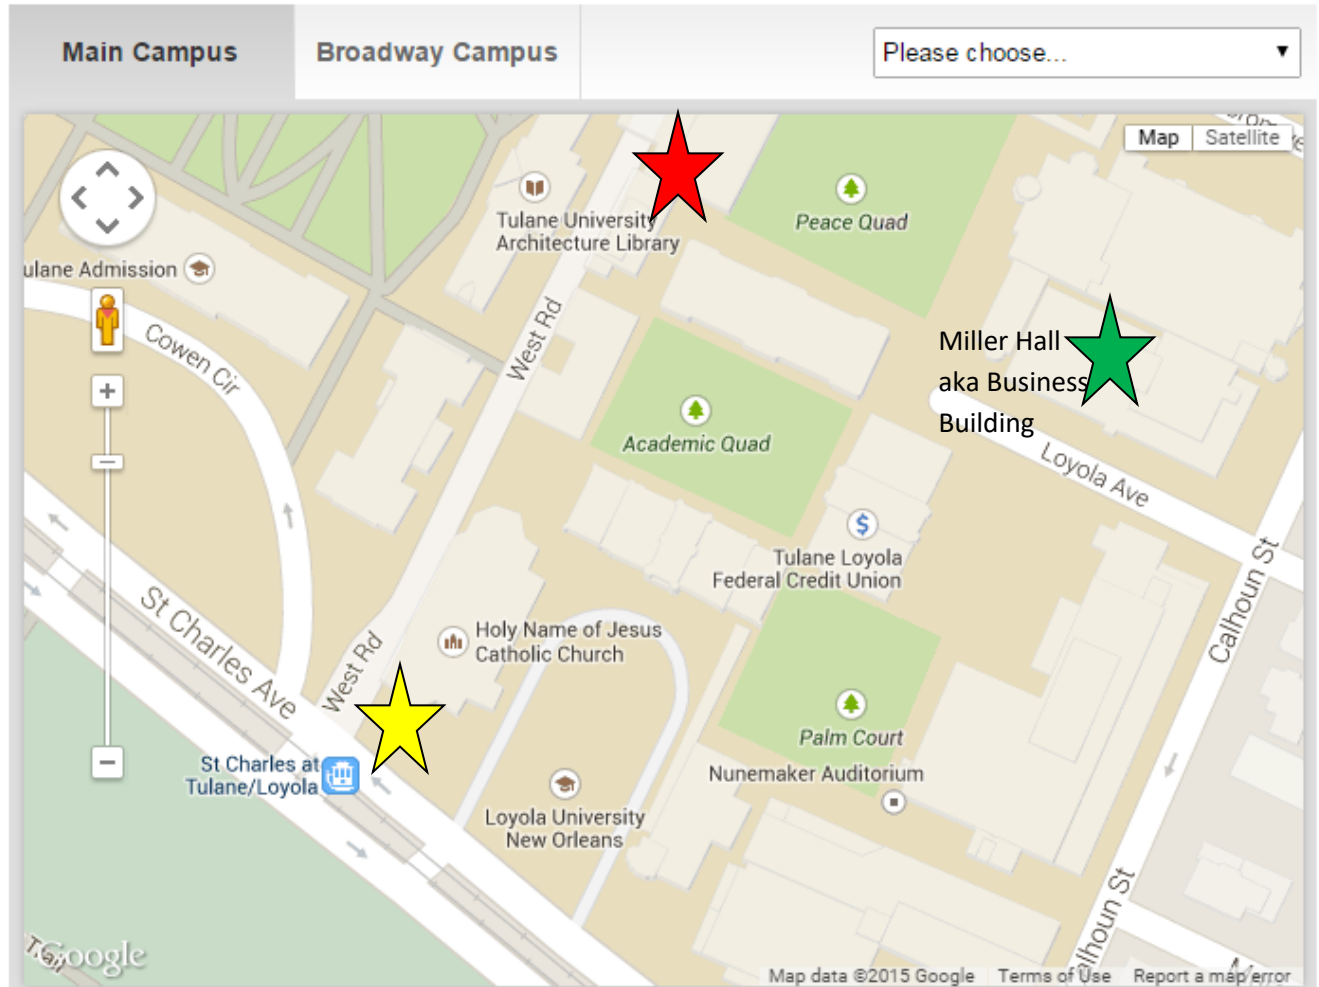 Main Campus
Broadway Campus
Please choose...
Map
Satellite
Tulane University
Architecture Library
Peace Quad
ulane Admission
Cowen Cir
West Rd
Miller Hall
aka Business
Building
Academic Quad
Loyola Ave
Tulane Loyola
Federal Credit Union
Calhoun St
St Charles Ave
West Rd
Holy Name of Jesus
Catholic Church
Palm Court
St Charles at
Tulane/Loyola
Nunemaker Auditorium
Loyola University
New Orleans
alhoun St
Google
Map data ©2015 Google
Terms of Use
Report a map error